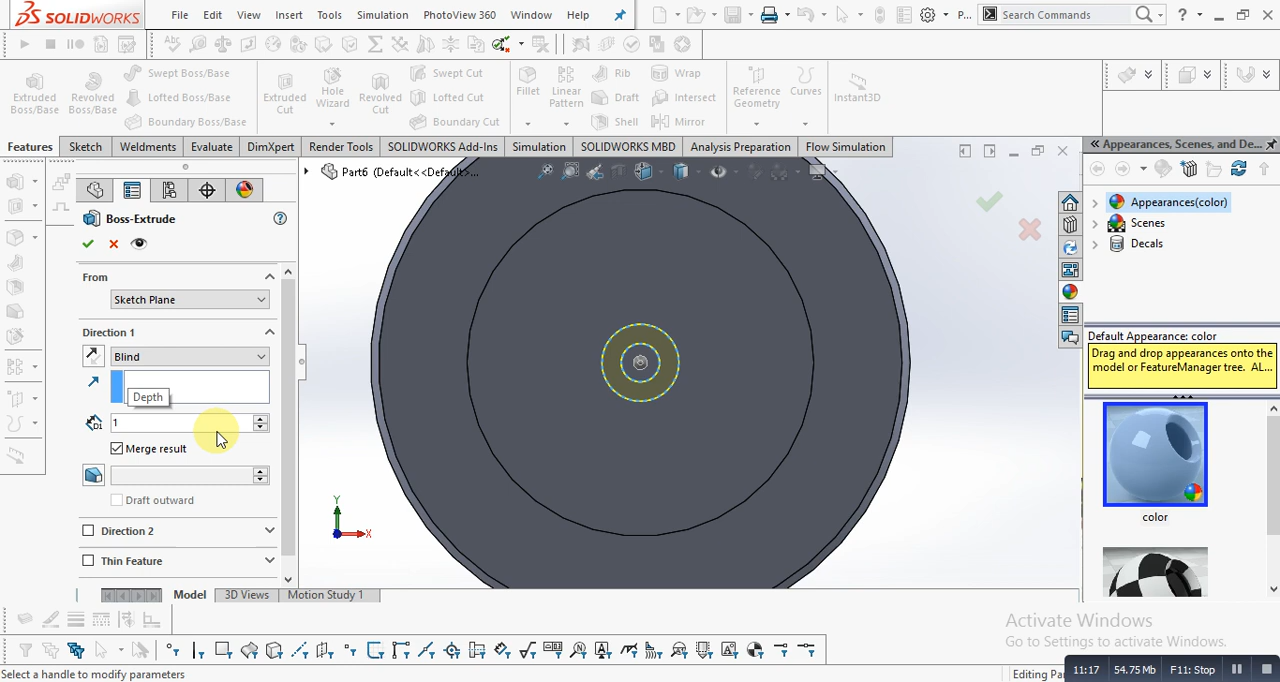 SOLIDWORKS File Edit View Insert Tools Simulation PhotoView 360 Window Help P... Search Commands
Extruded Boss/Base Revolved Boss/Base Swept Boss/Base Extruded Cut Hole Wizard Revolved Cut Swept Cut Fillet Linear Pattern Rib Wrap Reference Geometry Curves Instant3D
Lofted Boss/Base Lofted Cut Draft Intersect
Boundary Boss/Base Boundary Cut Shell Mirror
Features Sketch Weldments Evaluate DimXpert Render Tools SOLIDWORKS Add-Ins Simulation SOLIDWORKS MBD Analysis Preparation Flow Simulation
Appearances, Scenes, and De...
Part6 (Default<<Default>...
Appearances(color)
Scenes
Decals
Boss-Extrude
From
Sketch Plane
Direction 1
Blind
Depth
1
Merge result
Draft outward
Direction 2
Thin Feature
Y
X
Default Appearance: color
Drag and drop appearances onto the
model or FeatureManager tree. AL...
color
Model 3D Views Motion Study 1
Activate Windows
Go to Settings to activate Windows.
Select a handle to modify parameters
Editing Pa
11:17 54.75 Mb F11: Stop